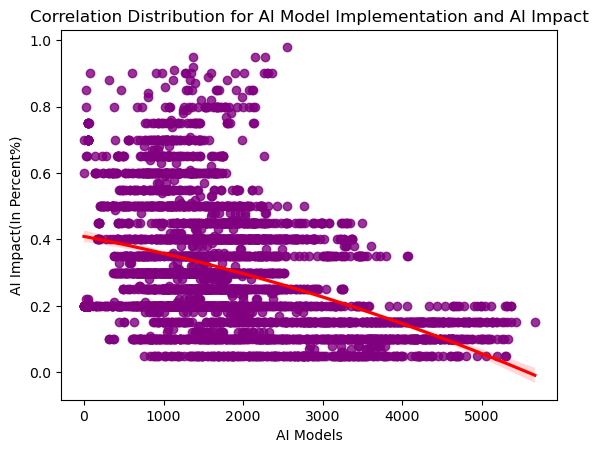 Correlation Distribution for AI Model Implementation and AI Impact
AI Impact(In Percent%)
1.0
0.8
0.6
0.4
0.2
0.0
0 1000 2000 3000 4000 5000
AI Models